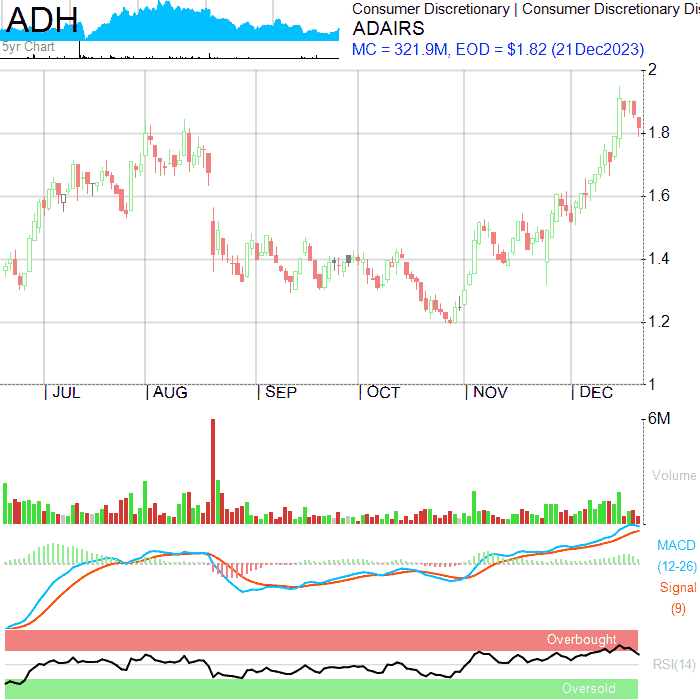 ADH
5yr Chart
Consumer Discretionary | Consumer Discretionary Dis
ADAIRS
MC = 321.9M, EOD = $1.82 (21Dec2023)
2
1.8
1.6
1.4
1.2
1
JUL AUG SEP OCT NOV DEC
6M
Volume
MACD
(12-26)
Signal
(9)
Overbought
RSI(14)
Oversold